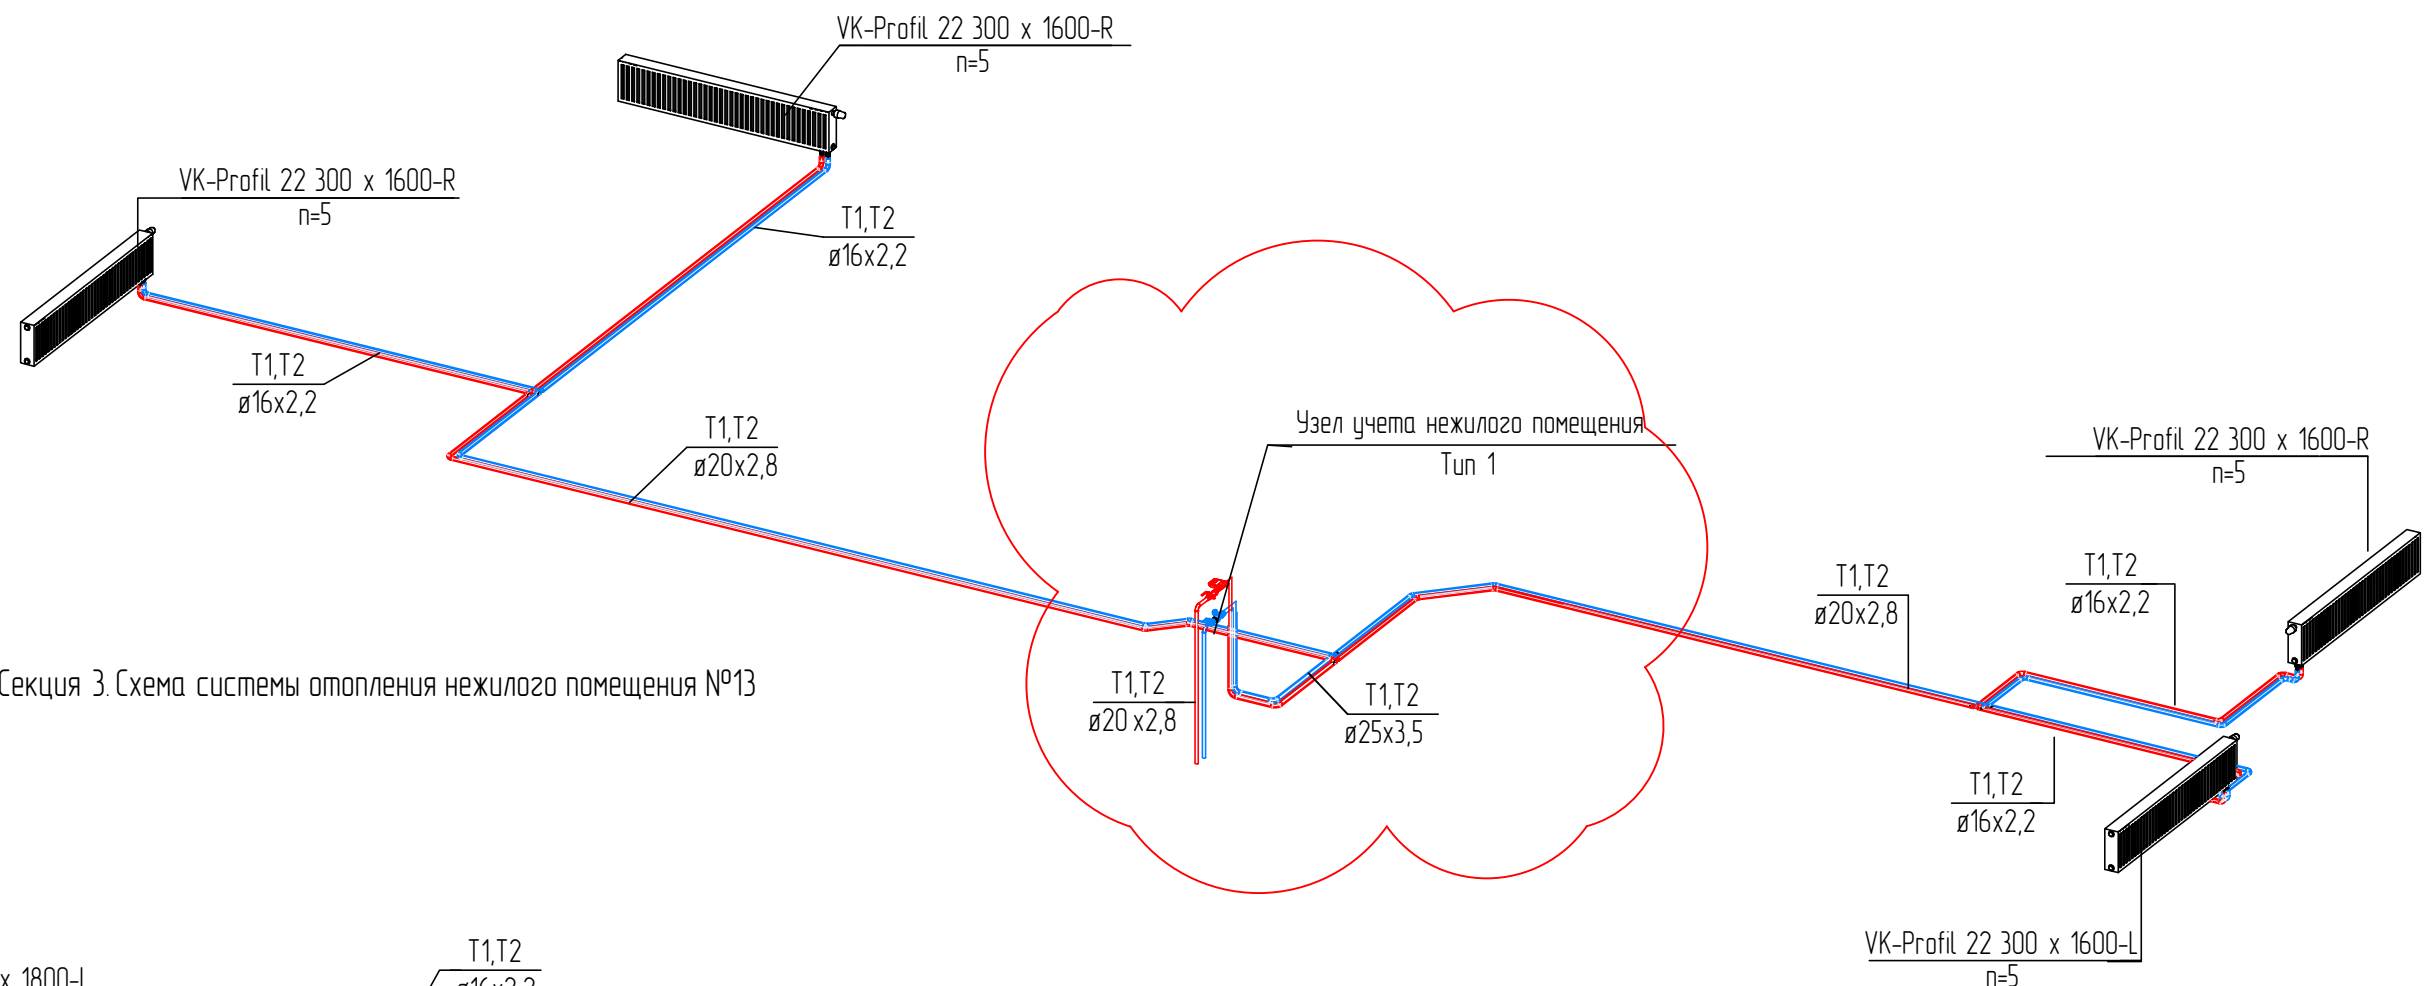 VK-Profil 22 300 x 1600-R
n=5
VK-Profil 22 300 x 1600-R
n=5
T1,T2
ø16x2,2
T1,T2
ø16x2,2
T1,T2
ø20x2,8
Узел учета нежилого помещения
Тип 1
VK-Profil 22 300 x 1600-R
n=5
T1,T2
ø20x2,8
T1,T2
ø16x2,2
Секция 3. Схема системы отопления нежилого помещения №13
T1,T2
ø20 x2,8
T1,T2
ø25x3,5
T1,T2
ø16x2,2
VK-Profil 22 300 x 1600-L
n=5
T1,T2
x 1800-L